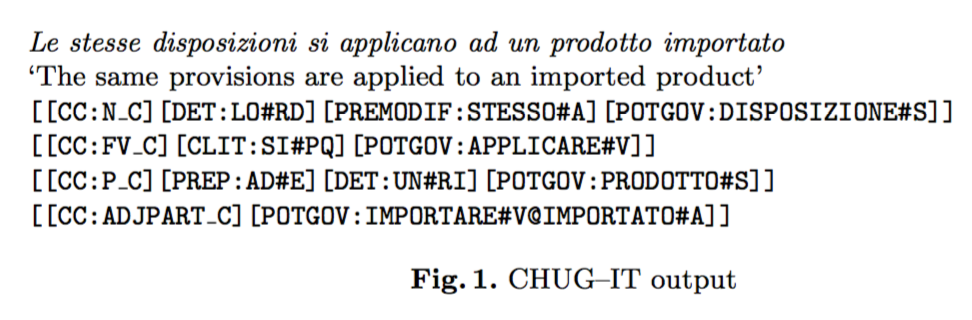 Le stesse disposizioni si applicano ad un prodotto importato
‘The same provisions are applied to an imported product’
[[CC:N_C][DET:LO#RD][PREMODIF:STESSO#A][POTGOV:DISPOSIZIONE#S]]
[[CC:FV_C][CLIT:SI#PQ][POTGOV:APPLICARE#V]]
[[CC:P_C][PREP:AD#E][DET:UN#RI][POTGOV:PRODOTTO#S]]
[[CC:ADJPART_C][POTGOV:IMPORTARE#V@IMPORTATO#A]]
Fig. 1. CHUG–IT output